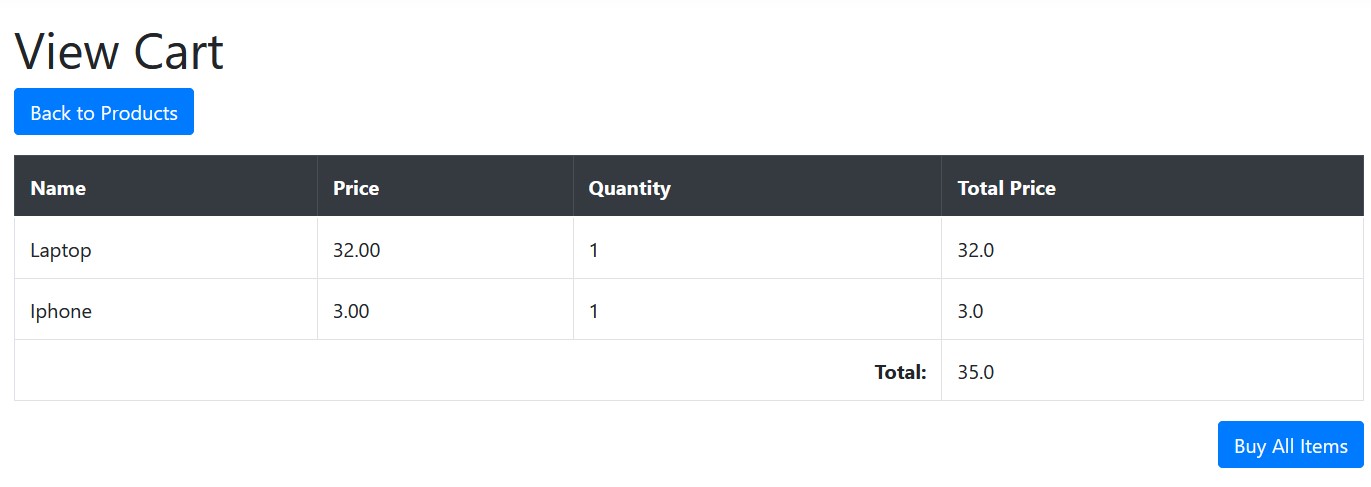 View Cart
Back to Products
Name Price Quantity Total Price
Laptop 32.00 1 32.0
Iphone 3.00 1 3.0
Total: 35.0
Buy All Items